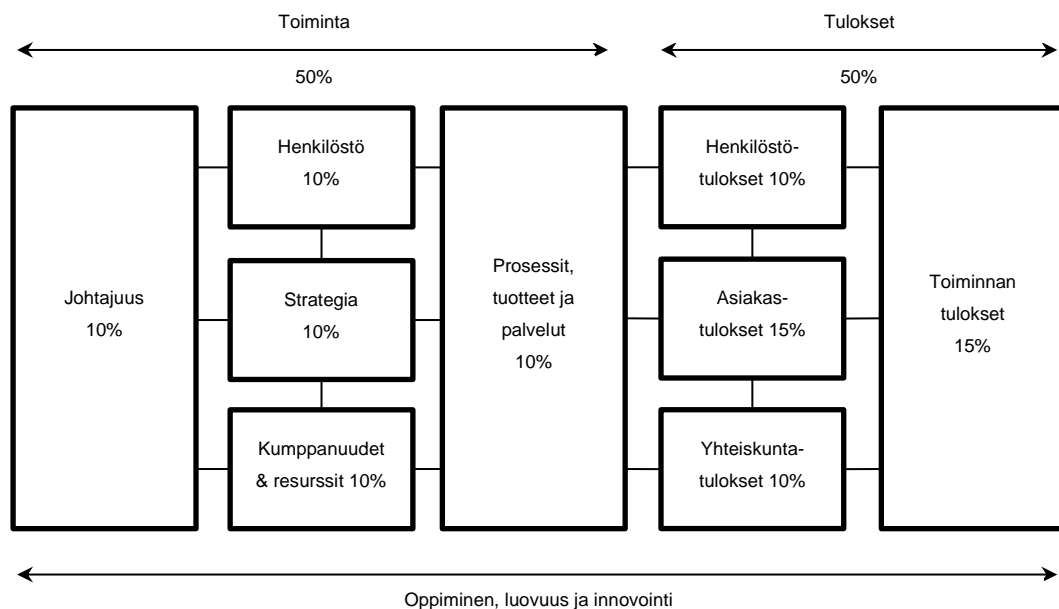 Toiminta
Tulokset
50%
50%
Johtajuus
10%
Henkilöstö
10%
Strategia
10%
Kumppanuudet
& resurssit 10%
Prosessit,
tuotteet ja
palvelut
10%
Henkilöstö-
tulokset 10%
Asiakas-
tulokset 15%
Yhteiskunta-
tulokset 10%
Toiminnan
tulokset
15%
Oppiminen, luovuus ja innovointi